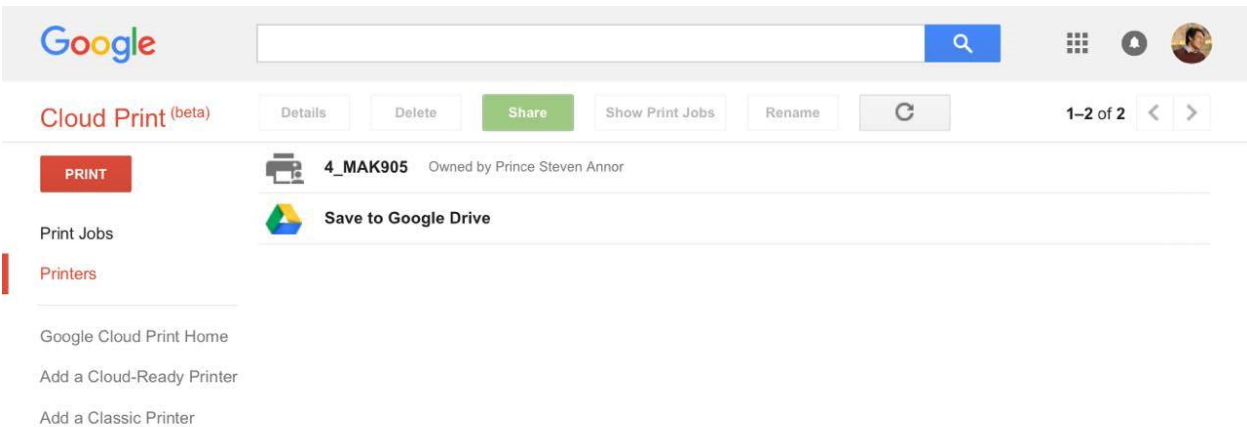 Google
Cloud Print (beta)
Details Delete Share Show Print Jobs Rename 1–2 of 2
PRINT
4_MAK905 Owned by Prince Steven Annor
Save to Google Drive
Print Jobs
Printers
Google Cloud Print Home
Add a Cloud-Ready Printer
Add a Classic Printer